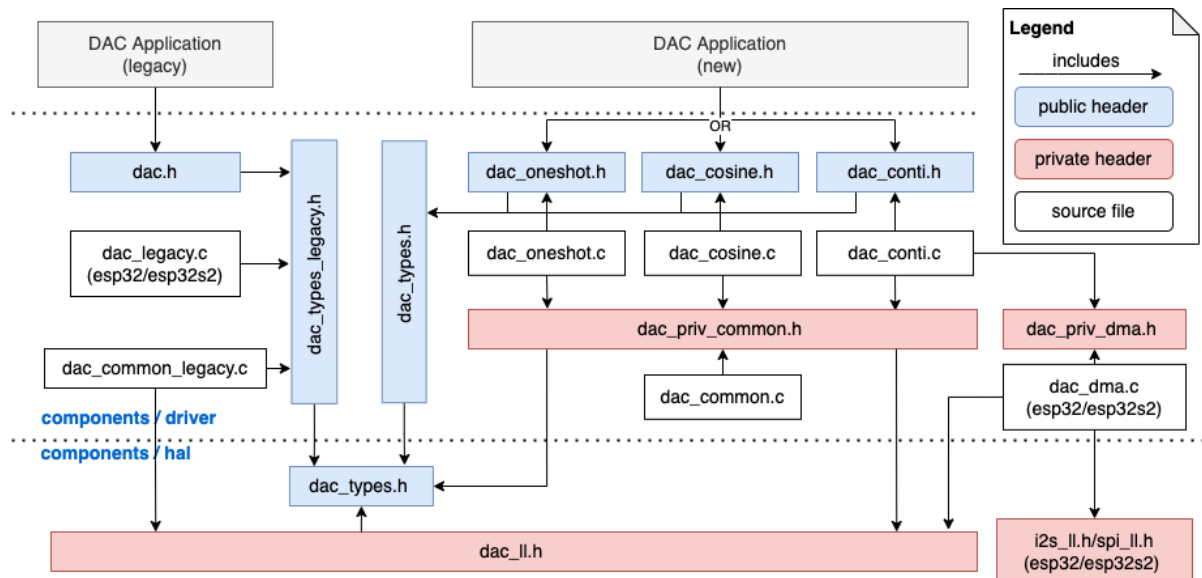 DAC Application
(legacy)
DAC Application
(new)
Legend
includes
public header
private header
source file
OR
dac.h
dac_types_legacy.h
dac_types.h
dac_oneshot.h
dac_cosine.h
dac_conti.h
dac_legacy.c
(esp32/esp32s2)
dac_oneshot.c
dac_cosine.c
dac_conti.c
dac_priv_common.h
dac_priv_dma.h
dac_common_legacy.c
dac_common.c
dac_dma.c
(esp32/esp32s2)
components / driver
components / hal
dac_types.h
dac_ll.h
i2s_ll.h/spi_ll.h
(esp32/esp32s2)